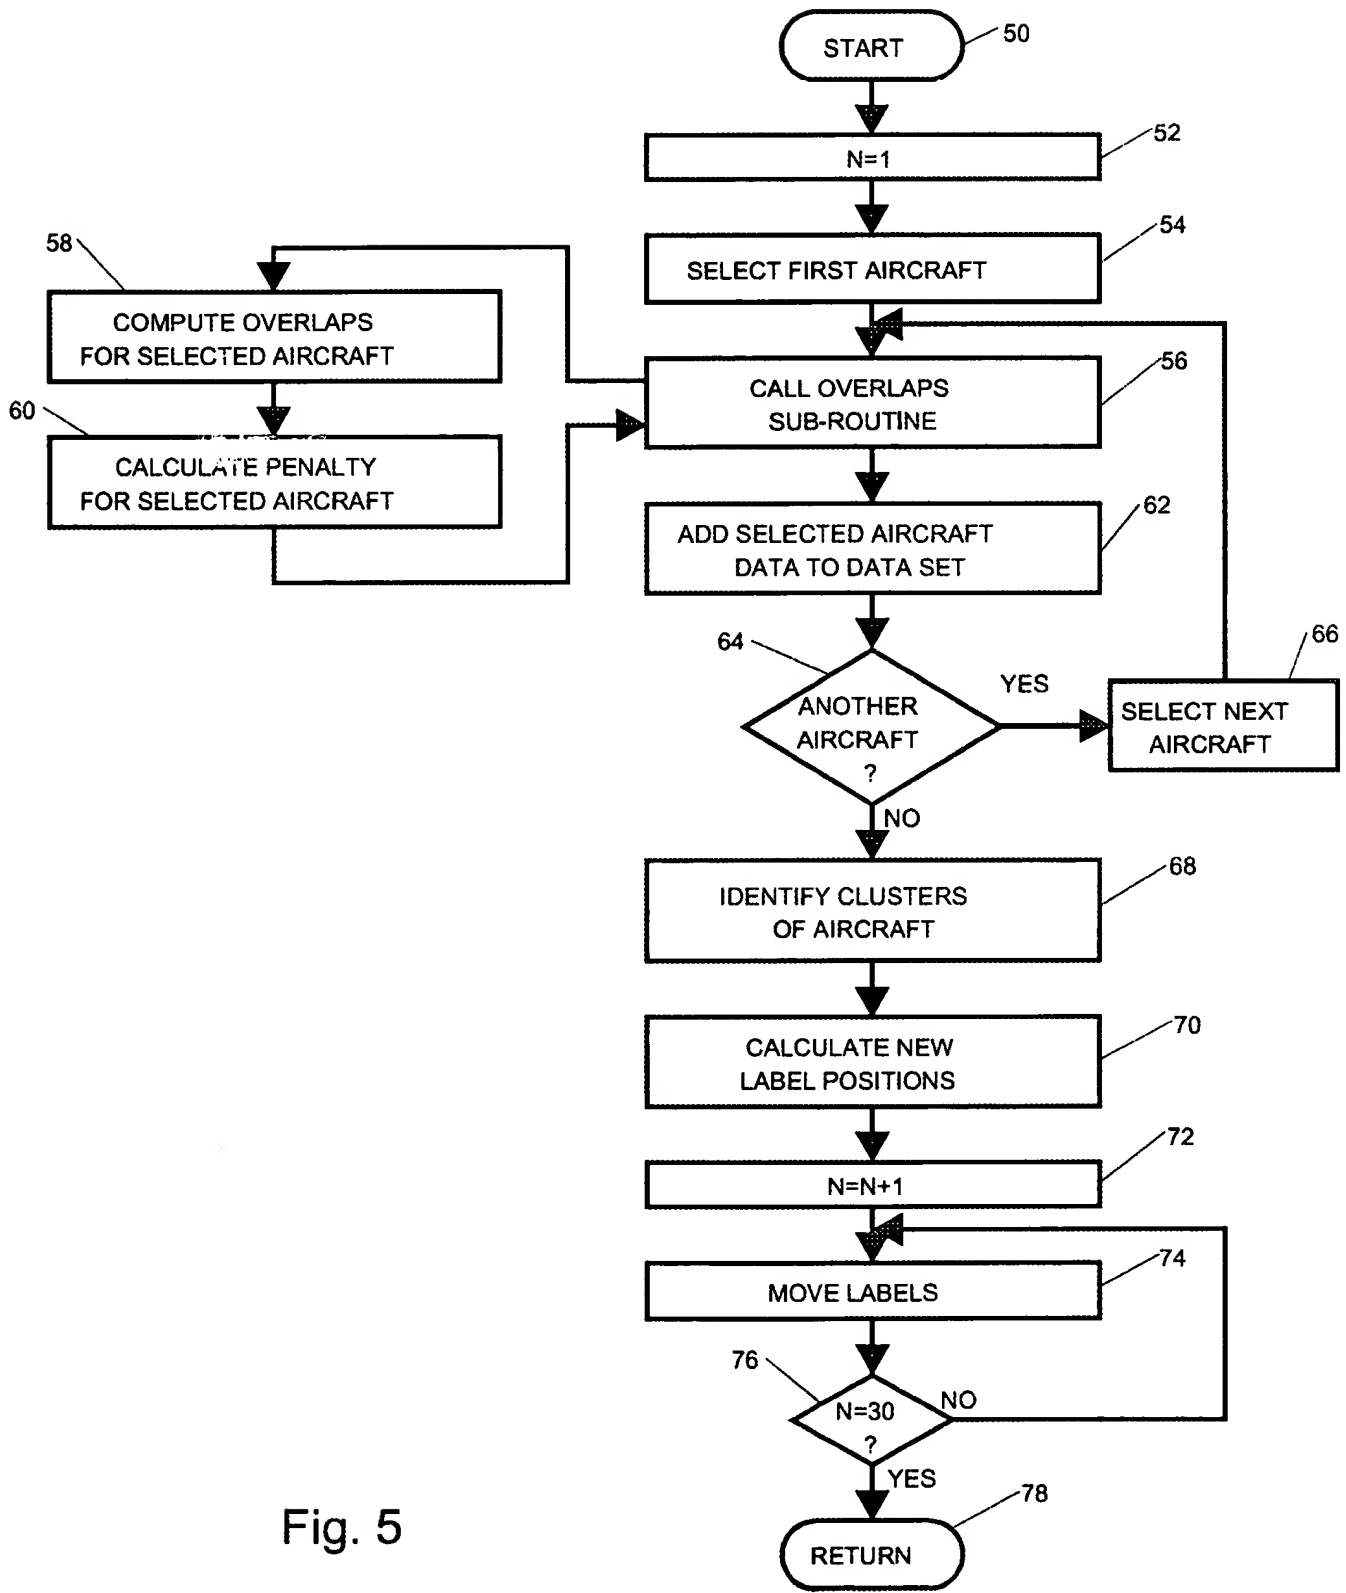 START
50
N=1
52
SELECT FIRST AIRCRAFT
54
58
COMPUTE OVERLAPS
FOR SELECTED AIRCRAFT
CALL OVERLAPS
SUB-ROUTINE
56
60
CALCULATE PENALTY
FOR SELECTED AIRCRAFT
ADD SELECTED AIRCRAFT
DATA TO DATA SET
62
64
ANOTHER
AIRCRAFT
?
YES
66
SELECT NEXT
AIRCRAFT
NO
IDENTIFY CLUSTERS
OF AIRCRAFT
68
CALCULATE NEW
LABEL POSITIONS
70
N=N+1
72
MOVE LABELS
74
76
N=30
?
NO
YES
RETURN
78
Fig. 5